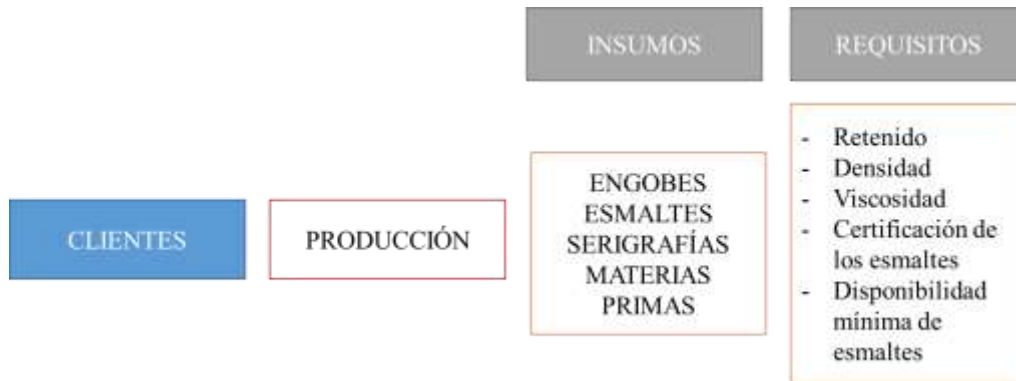 INSUMOS
REQUISITOS
CLIENTES
PRODUCCIÓN
ENGOBES
ESMALTES
SERIGRAFÍAS
MATERIAS
PRIMAS
- Retenido
- Densidad
- Viscosidad
- Certificación de
los esmaltes
- Disponibilidad
mínima de
esmaltes